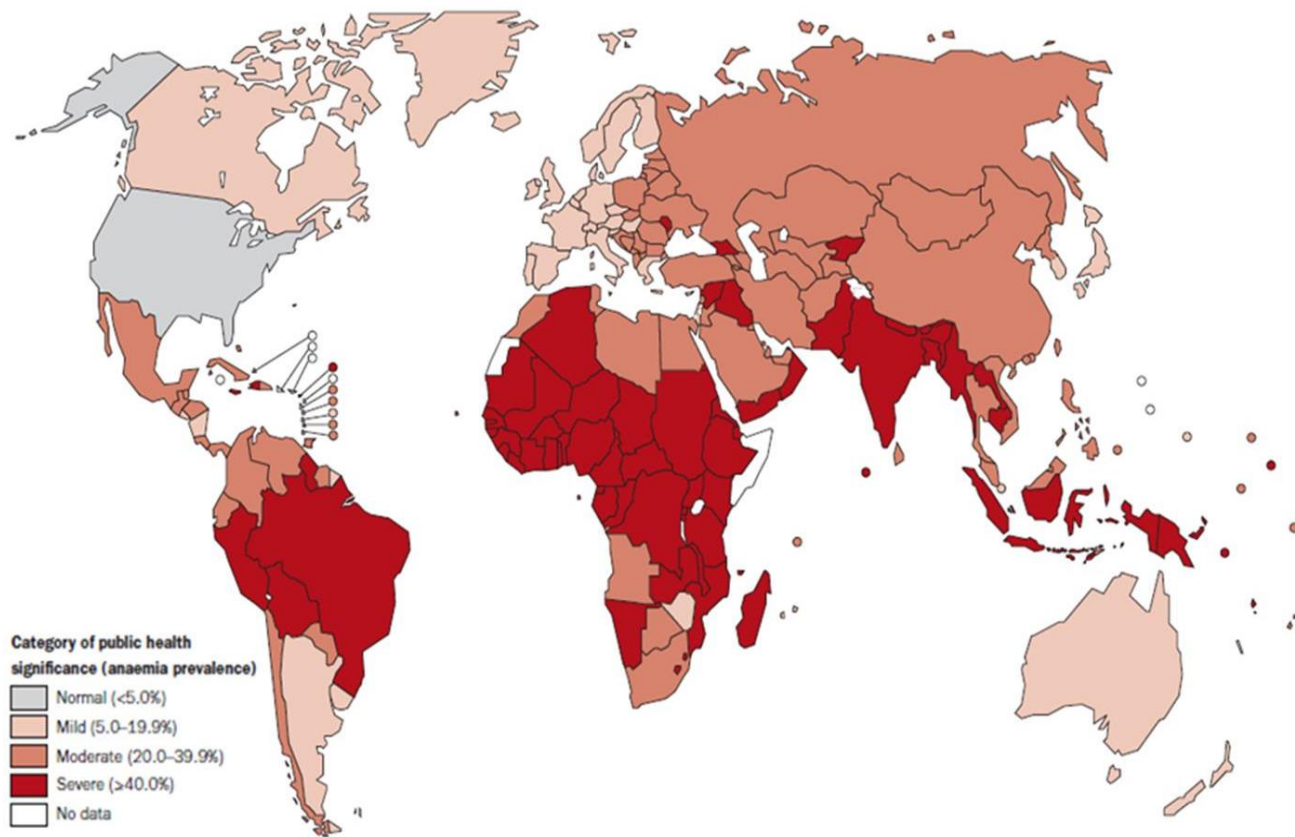 Category of public health
significance (anaemia prevalence)
Normal (<5.0%)
Mild (5.0–19.9%)
Moderate (20.0–39.9%)
Severe (≥40.0%)
No data